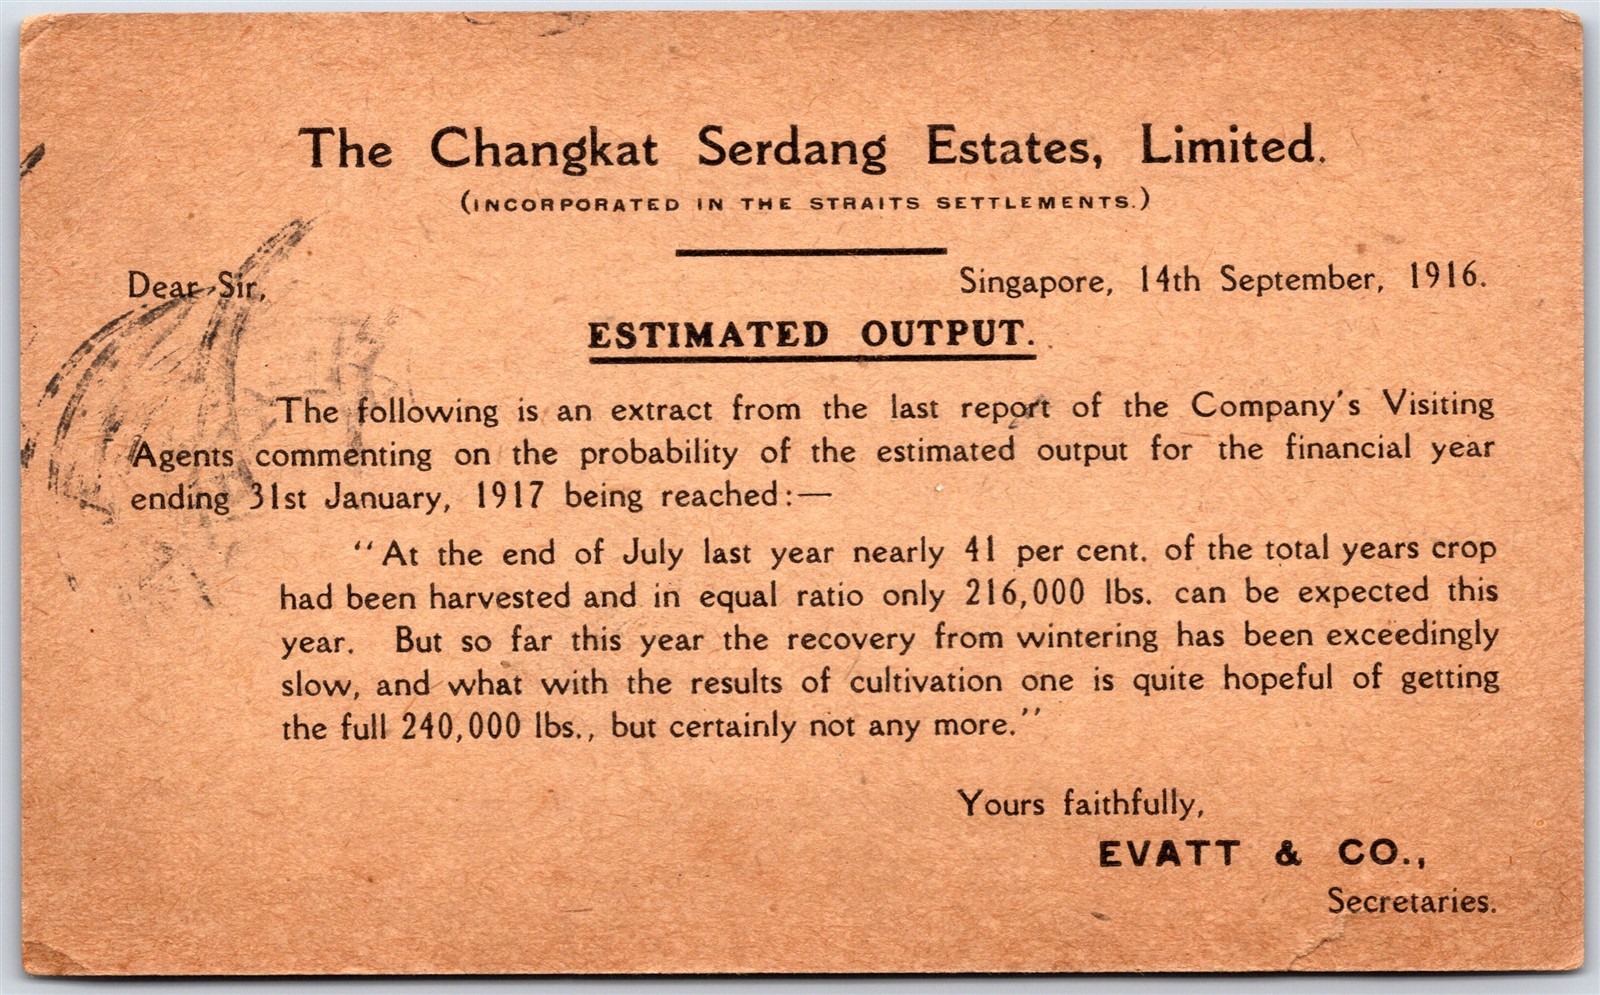 The Changkat Serdang Estates, Limited.
(INCORPORATED IN THE STRAITS SETTLEMENTS.)
Dear Sir,
Singapore, 14th September, 1916.
ESTIMATED OUTPUT.
The following is an extract from the last report of the Company's Visiting
Agents commenting on the probability of the estimated output for the financial year
ending 31st January, 1917 being reached:—
"At the end of July last year nearly 41 per cent. of the total years crop
had been harvested and in equal ratio only 216,000 lbs. can be expected this
year. But so far this year the recovery from wintering has been exceedingly
slow, and what with the results of cultivation one is quite hopeful of getting
the full 240,000 lbs., but certainly not any more."
Yours faithfully,
EVATT & CO.,
Secretaries.